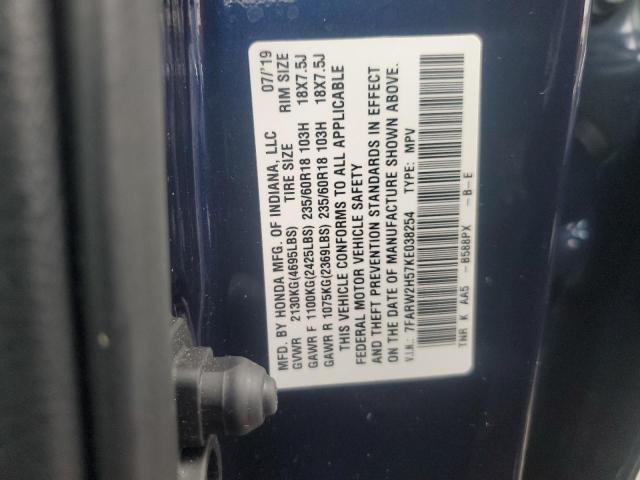 MFD. BY HONDA MFG. OF INDIANA, LLC 07/'19
GVWR 2130KG(4695LBS) TIRE SIZE RIM SIZE
GAWR F 1100KG(2425LBS) 235/60R18 103H 18X7.5J
GAWR R 1075KG(2369LBS) 235/60R18 103H 18X7.5J
THIS VEHICLE CONFORMS TO ALL APPLICABLE
FEDERAL MOTOR VEHICLE SAFETY
AND THEFT PREVENTION STANDARDS IN EFFECT
ON THE DATE OF MANUFACTURE SHOWN ABOVE.
V.I.N.: 7FARW2H57KE038254 TYPE: MPV
TNR K AA5 -B588PX -B-E